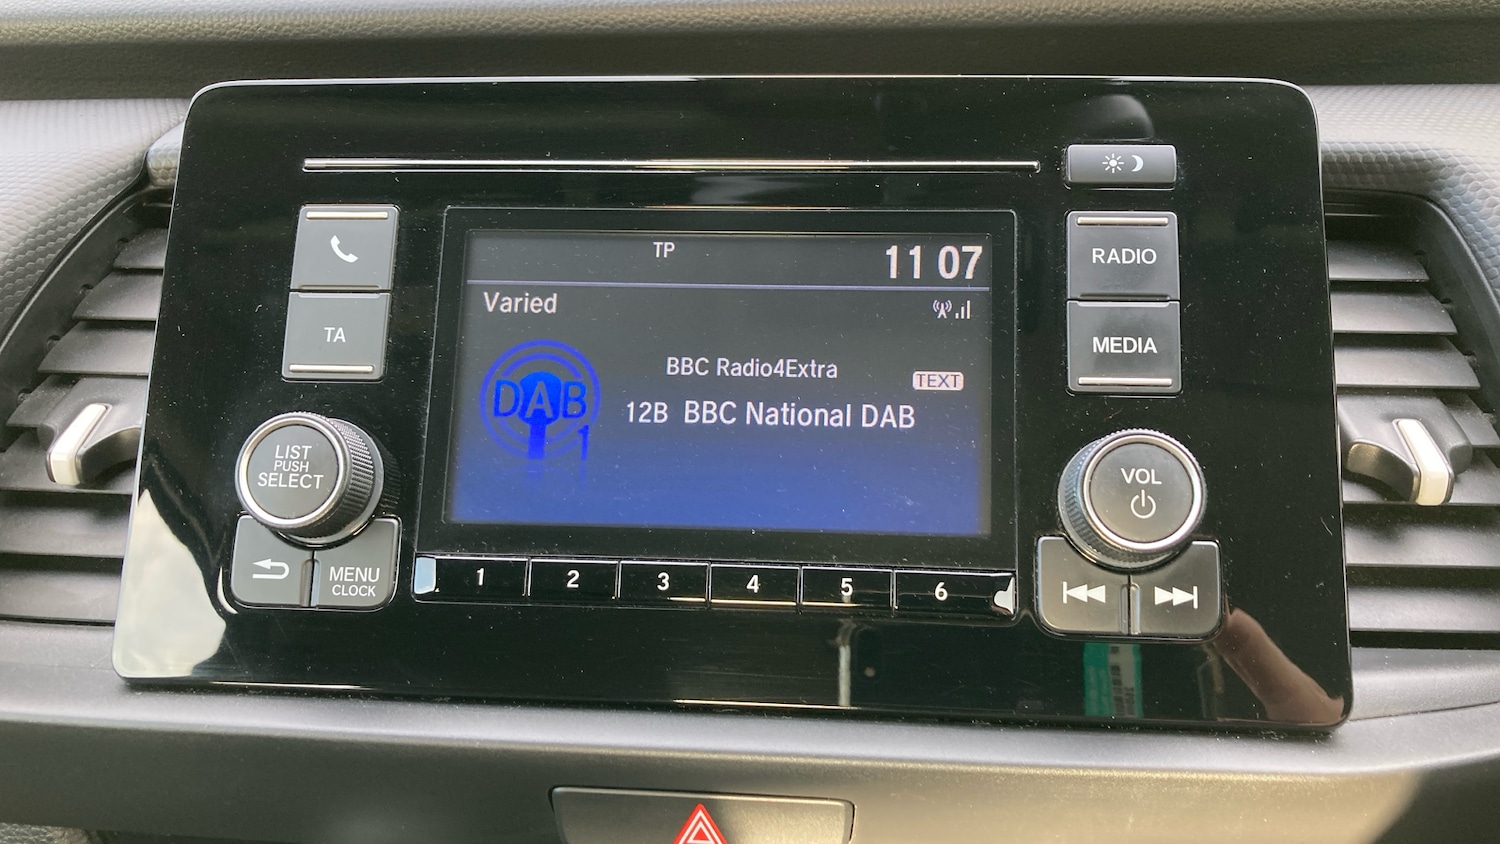 TP
11 07
Varied
DAB
1
BBC Radio4Extra
TEXT
12B BBC National DAB
TA
LIST
PUSH
SELECT
MENU
CLOCK
1 2 3 4 5 6
RADIO
MEDIA
VOL